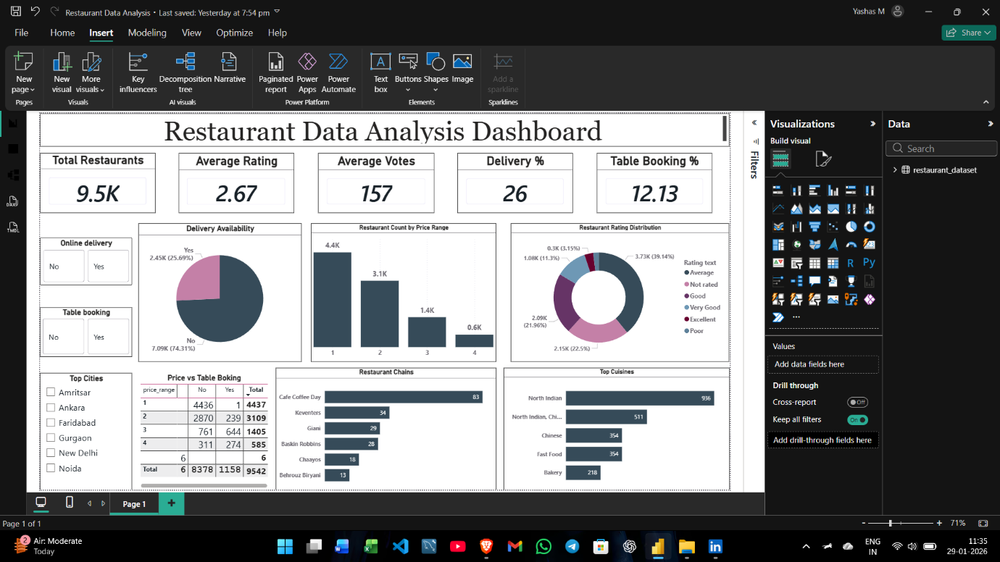 Restaurant Data Analysis • Last saved: Yesterday at 7:54 pm
Yashas M
File Home Insert Modeling View Optimize Help
Share
New page
New visual
More visuals
Key influencers
Decomposition tree
Narrative
Paginated report
Power Apps
Power Automate
Text box
Buttons
Shapes
Image
Add a sparkline
Pages Visuals AI visuals Power Platform Elements Sparklines
Restaurant Data Analysis Dashboard
Total Restaurants
9.5K
Average Rating
2.67
Average Votes
157
Delivery %
26
Table Booking %
12.13
Online delivery
No Yes
Table booking
No Yes
Delivery Availability
Yes
2.45K (25.69%)
No
7.09K (74.31%)
Restaurant Count by Price Range
4.4K
3.1K
1.4K
0.6K
1 2 3 4
Restaurant Rating Distribution
0.3K (3.15%)
1.08K (11.3%)
3.73K (39.14%)
2.09K
(21.96%)
2.15K (22.5%)
Rating text
Average
Not rated
Good
Very Good
Excellent
Poor
Top Cities
Amritsar
Ankara
Faridabad
Gurgaon
New Delhi
Noida
Price vs Table Boking
price_range No Yes Total
1 4436 1 4437
2 2870 239 3109
3 761 644 1405
4 311 274 585
6 6
Total 6 8378 1158 9542
Restaurant Chains
Cafe Coffee Day 83
Keventers 34
Giani 29
Baskin Robbins 28
Chaayos 18
Behrouz Biryani 13
Top Cuisines
North Indian 936
North Indian, Chi... 511
Chinese 354
Fast Food 354
Bakery 218
Filters
Visualizations
Build visual
R Py
Values
Add data fields here
Drill through
Cross-report Off
Keep all filters On
Add drill-through fields here
Data
Search
restaurant_dataset
DAX
TMDL
Page 1
Page 1 of 1
- + 71%
2
Air: Moderate
Today
ENG
IN
11:35
29-01-2026